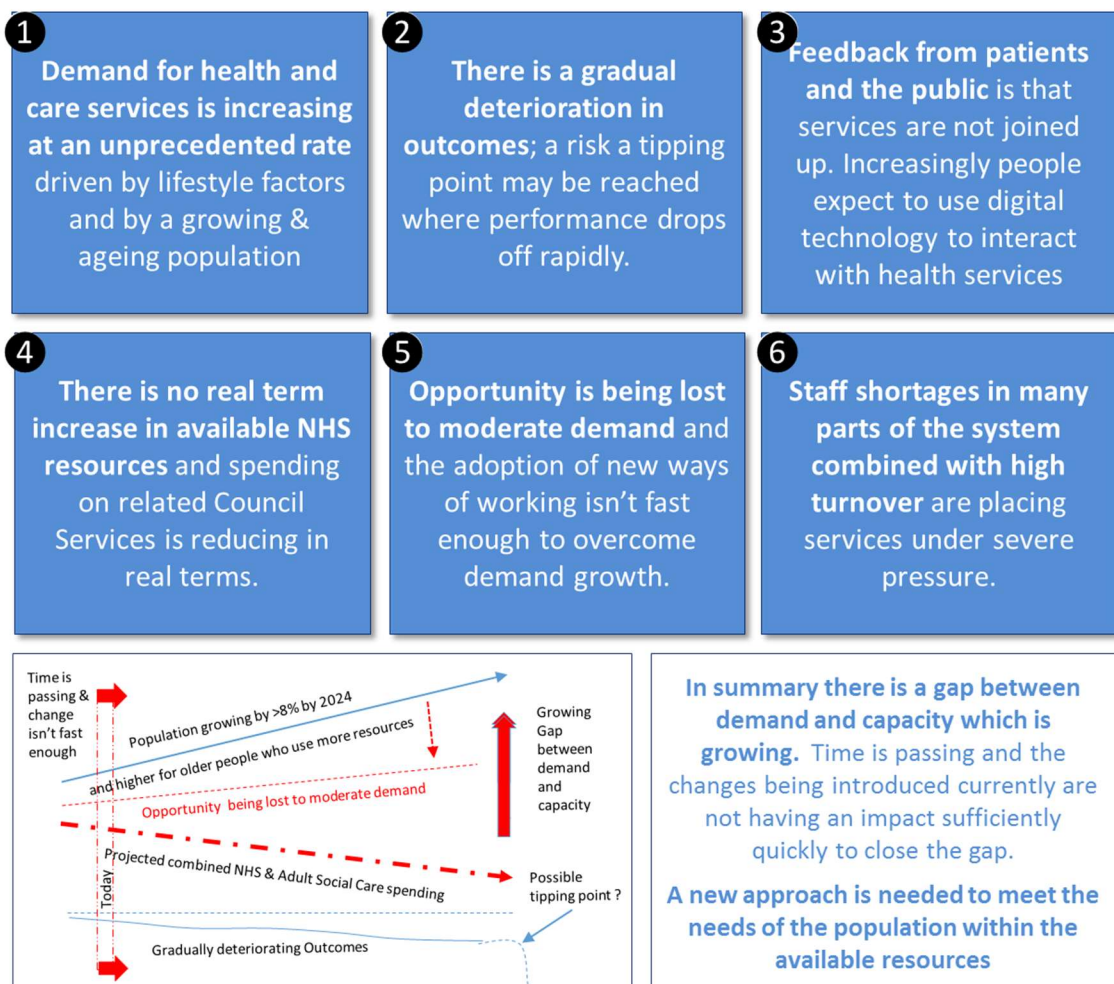 1
Demand for health and
care services is increasing
at an unprecedented rate
driven by lifestyle factors
and by a growing &
ageing population
2
There is a gradual
deterioration in
outcomes; a risk a tipping
point may be reached
where performance drops
off rapidly.
3
Feedback from patients
and the public is that
services are not joined
up. Increasingly people
expect to use digital
technology to interact
with health services
4
There is no real term
increase in available NHS
resources and spending
on related Council
Services is reducing in
real terms.
5
Opportunity is being lost
to moderate demand and
the adoption of new ways
of working isn’t fast
enough to overcome
demand growth.
6
Staff shortages in many
parts of the system
combined with high
turnover are placing
services under severe
pressure.
Time is
passing &
change
isn’t fast
enough
Population growing by >8% by 2024
and higher for older people who use more resources
Opportunity being lost to moderate demand
Projected combined NHS & Adult Social Care spending
Today
Gradually deteriorating Outcomes
Growing
Gap
between
demand
and
capacity
Possible
tipping point ?
In summary there is a gap between
demand and capacity which is
growing. Time is passing and the
changes being introduced currently are
not having an impact sufficiently
quickly to close the gap.
A new approach is needed to meet the
needs of the population within the
available resources